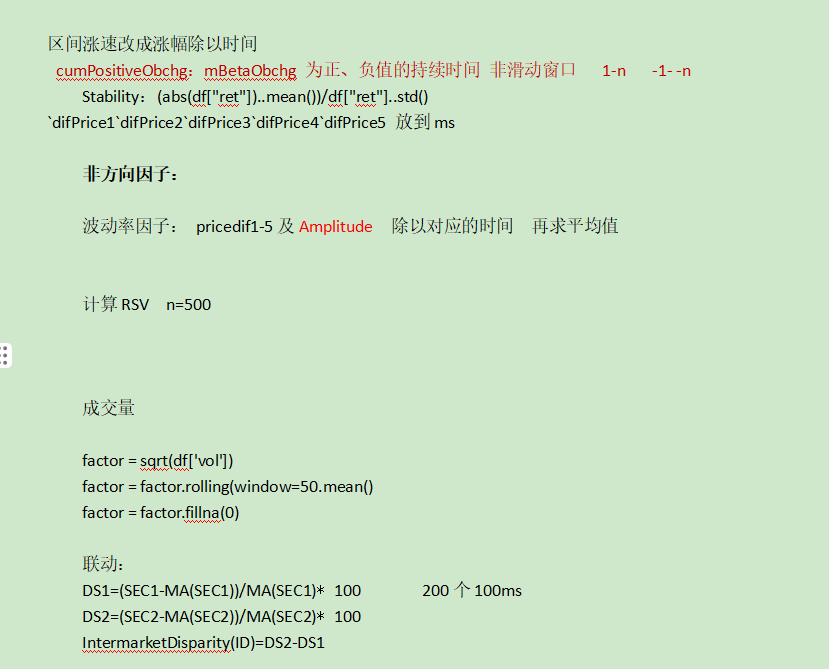 区间涨速改成涨幅除以时间
cumPositiveObchg：mBetaObchg 为正、负值的持续时间 非滑动窗口 1-n -1--n
Stability：(abs(df["ret"])..mean())/df["ret"]..std()
`difPrice1`difPrice2`difPrice3`difPrice4`difPrice5 放到 ms
非方向因子：
波动率因子： pricedif1-5 及 Amplitude 除以对应的时间 再求平均值
计算 RSV n=500
成交量
factor = sqrt(df['vol'])
factor = factor.rolling(window=50.mean()
factor = factor.fillna(0)
联动：
DS1=(SEC1-MA(SEC1))/MA(SEC1)* 100 200 个 100ms
DS2=(SEC2-MA(SEC2))/MA(SEC2)* 100
IntermarketDisparity(ID)=DS2-DS1